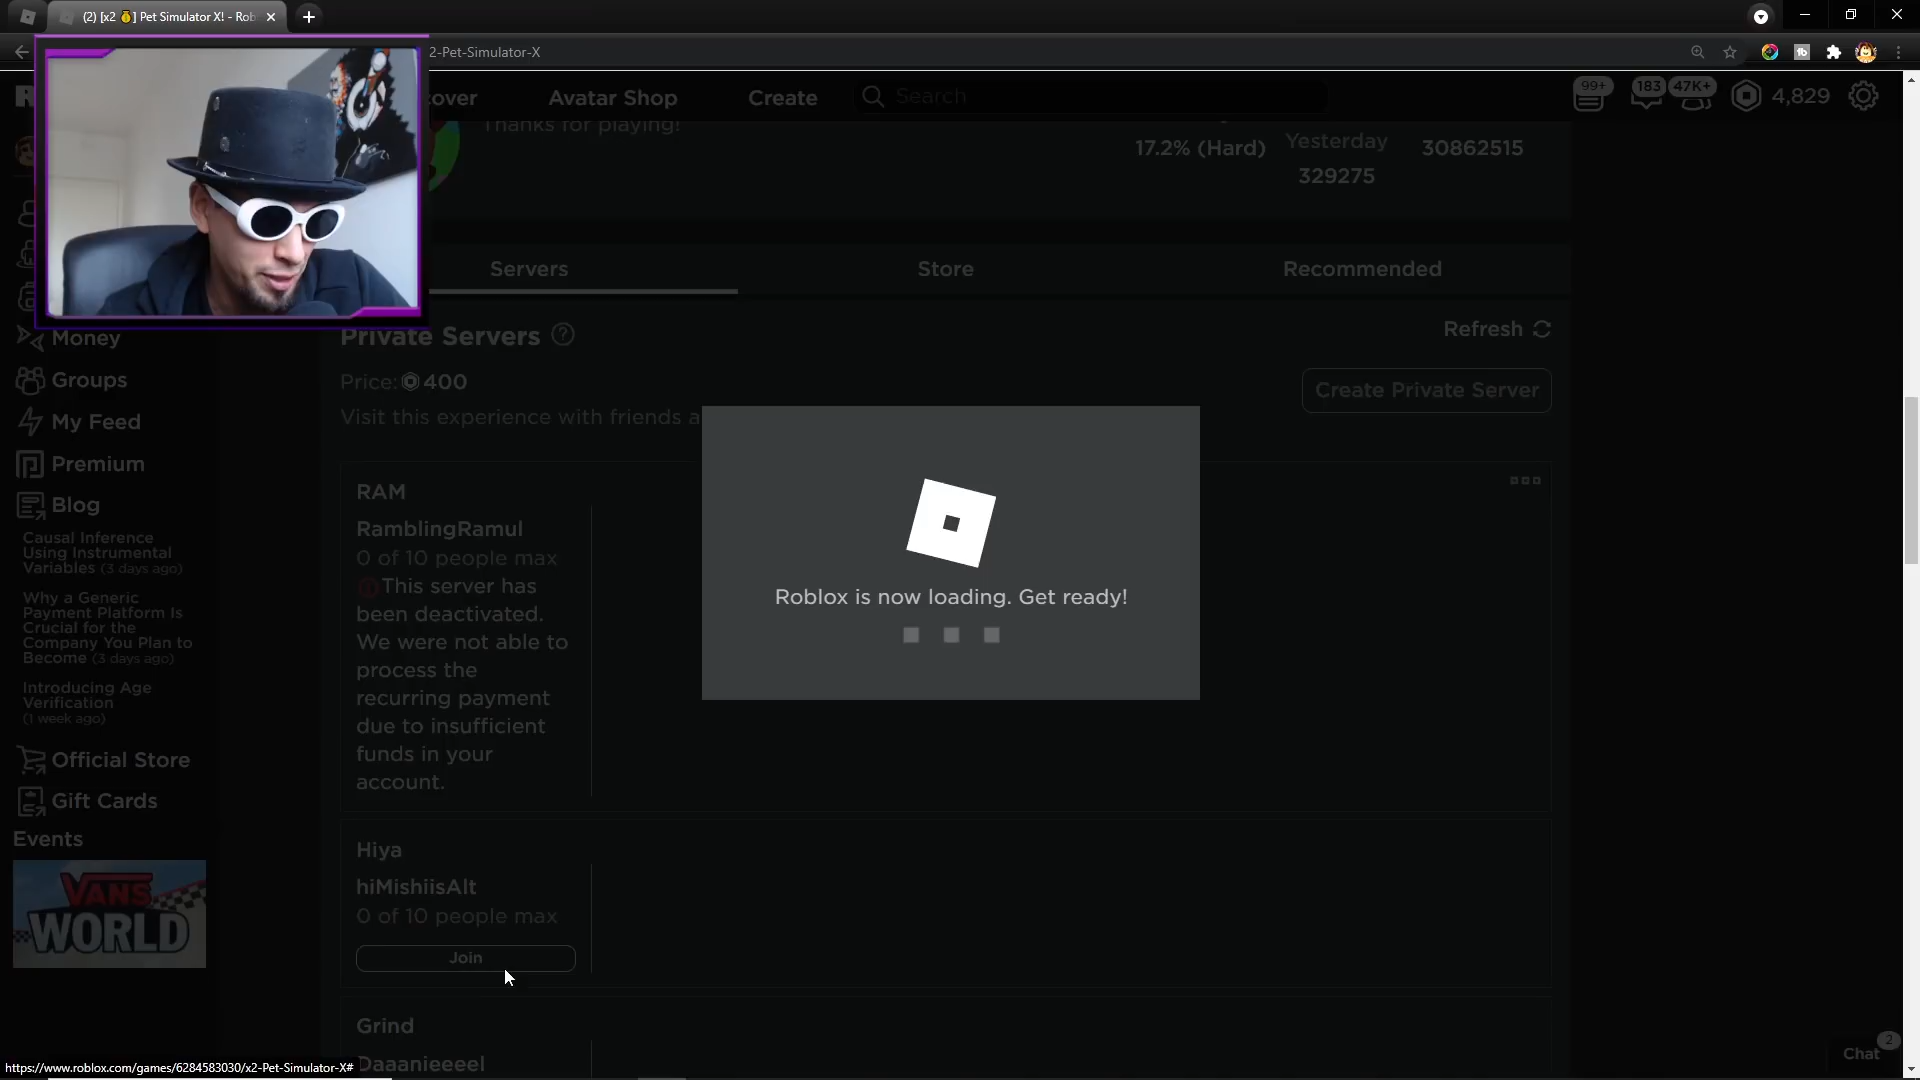 (2) [x2 💰] Pet Simulator X! - Rob
2-Pet-Simulator-X
cover
Avatar Shop
Create
Search
99+
183
47K+
4,829
Thanks for playing!
17.2% (Hard)
Yesterday
329275
30862515
Servers
Store
Recommended
Private Servers
Refresh
Price: 400
Create Private Server
Visit this experience with friends a
RAM
RamblingRamul
0 of 10 people max
This server has
been deactivated.
We were not able to
process the
recurring payment
due to insufficient
funds in your
account.
Roblox is now loading. Get ready!
Hiya
hiMishiisAlt
0 of 10 people max
Join
Grind
Daaanieeeel
Money
Groups
My Feed
Premium
Blog
Causal Inference
Using Instrumental
Variables (3 days ago)
Why a Generic
Payment Platform Is
Crucial for the
Company You Plan to
Become (3 days ago)
Introducing Age
Verification
(1 week ago)
Official Store
Gift Cards
Events
VANS
WORLD
Chat
2
https://www.roblox.com/games/6284583030/x2-Pet-Simulator-X#